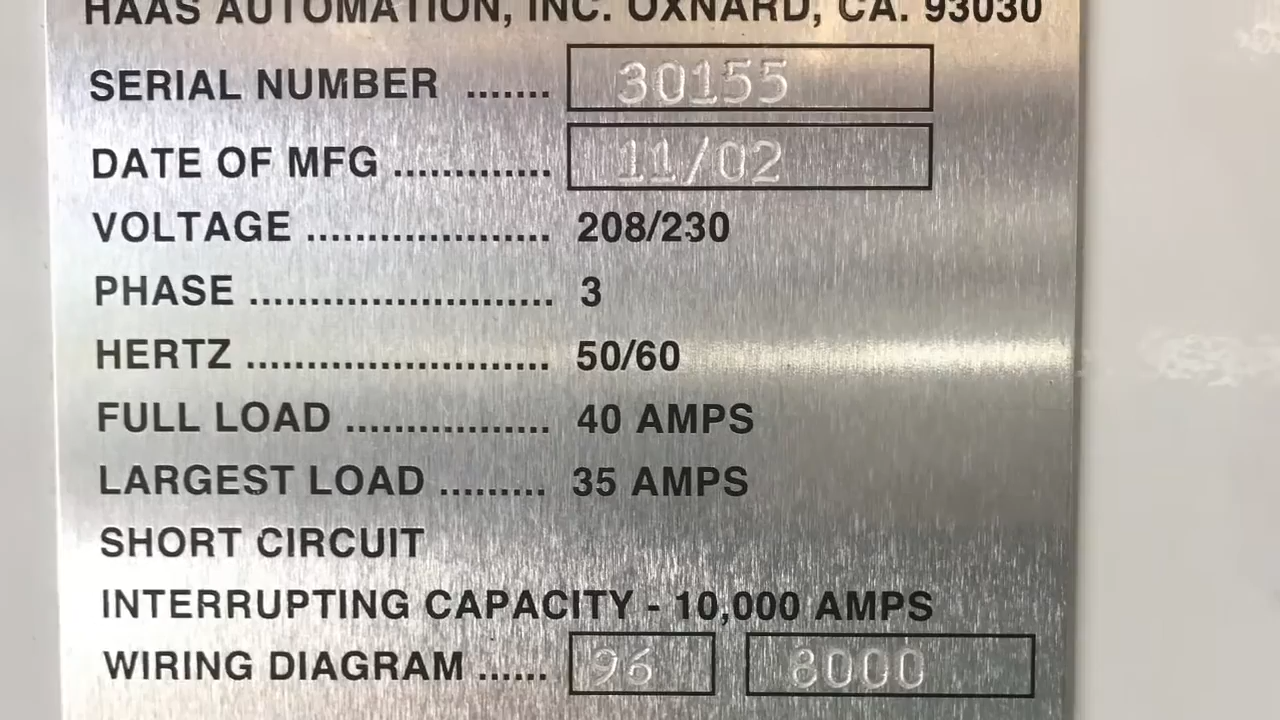 HAAS AUTOMATION, INC. OXNARD, CA. 93030
SERIAL NUMBER ....... 30155
DATE OF MFG ............. 11/02
VOLTAGE .................... 208/230
PHASE ......................... 3
HERTZ ......................... 50/60
FULL LOAD ................. 40 AMPS
LARGEST LOAD ......... 35 AMPS
SHORT CIRCUIT
INTERRUPTING CAPACITY - 10,000 AMPS
WIRING DIAGRAM ...... 96 8000